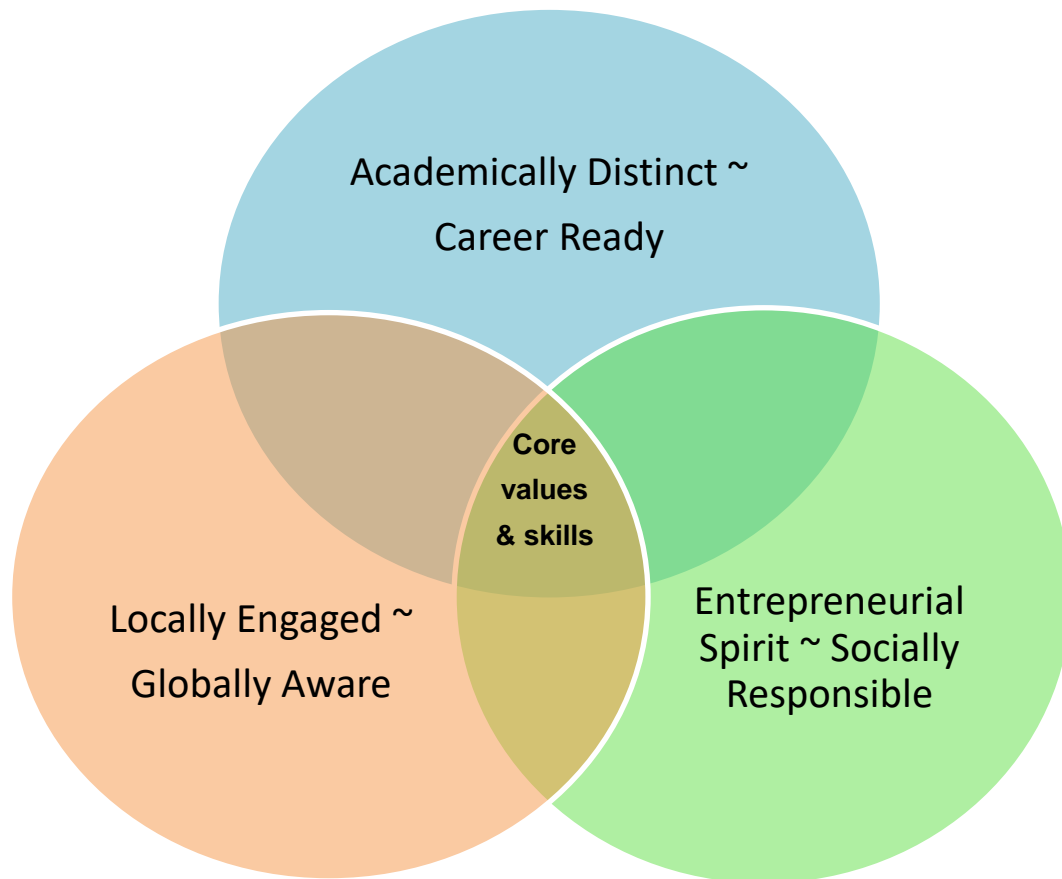 Academically Distinct ~
Career Ready
Core
values
& skills
Locally Engaged ~
Globally Aware
Entrepreneurial
Spirit ~ Socially
Responsible